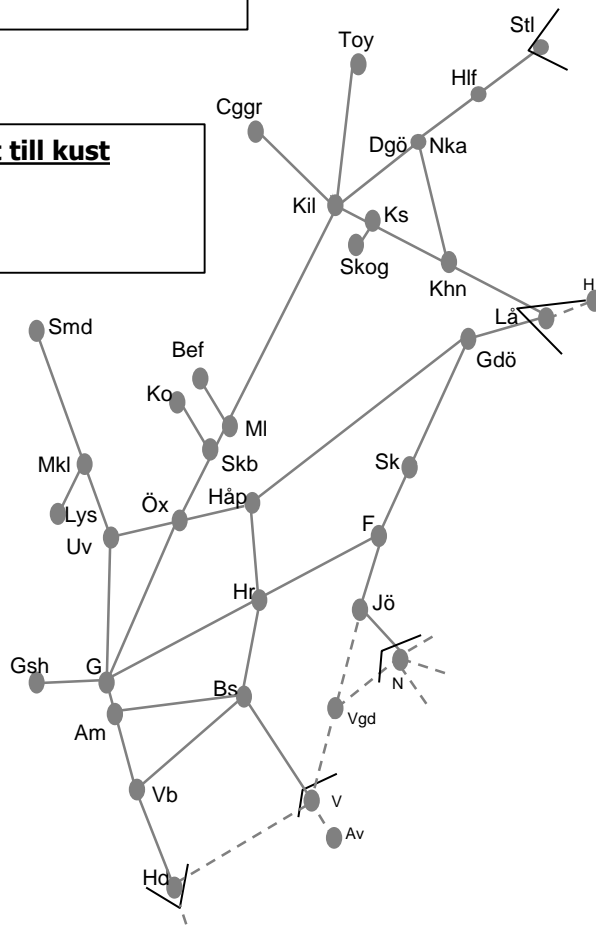 Stl
Toy
Hlf
Cggr
Dgö Nka
till kust
Kil
Ks
Skog
Khn
H
Lå
Smd
Gdö
Bef
Ko
Ml
Skb
Sk
Mkl
Håp
Öx
Lys
F
Uv
Hr
Jö
Gsh
G
Bs
N
Am
Vgd
Vb
V
Av
Hd